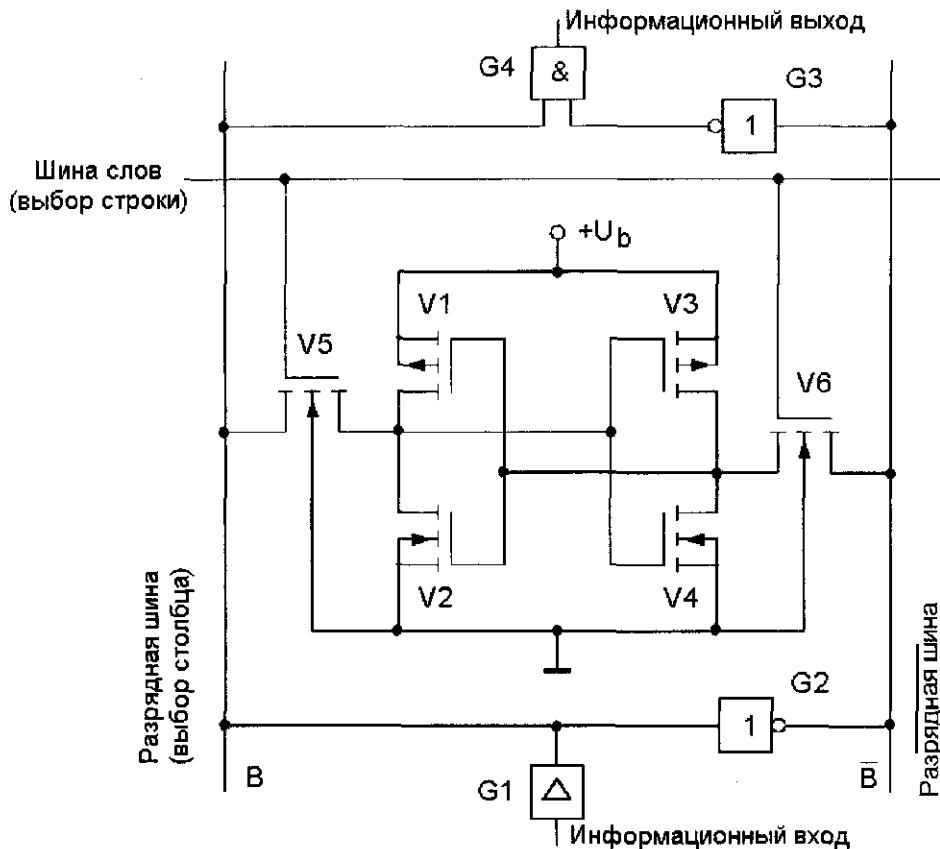 Информационный выход
G4
&
G3
1
Шина слов
(выбор строки)
+U_b
V1
V3
V5
V6
V2
V4
Разрядная шина
(выбор столбца)
G2
1
Разрядная шина
B
B̅
G1
Информационный вход